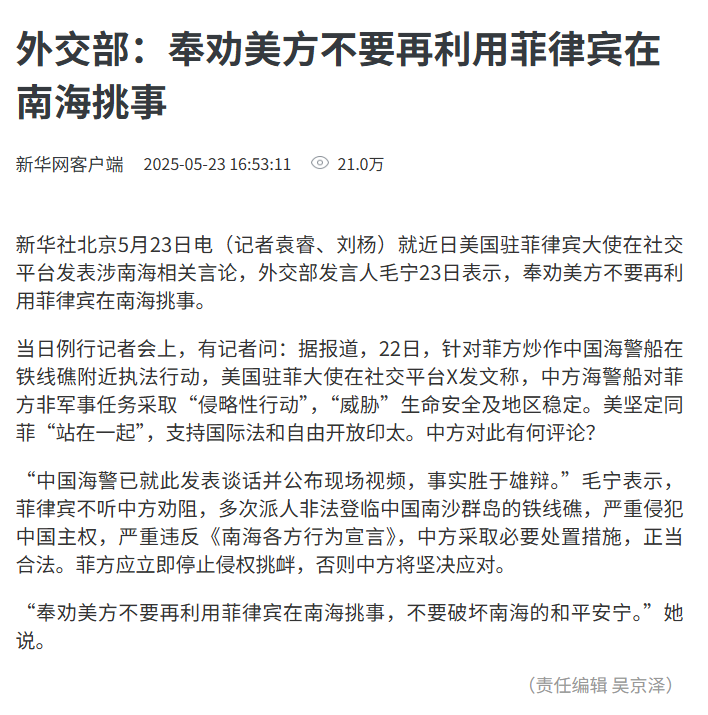 外交部：奉劝美方不要再利用菲律宾在
南海挑事
新华网客户端 2025-05-23 16:53:11 21.0万
新华社北京5月23日电（记者袁睿、刘杨）就近日美国驻菲律宾大使在社交
平台发表涉南海相关言论，外交部发言人毛宁23日表示，奉劝美方不要再利
用菲律宾在南海挑事。
当日例行记者会上，有记者问：据报道，22日，针对菲方炒作中国海警船在
铁线礁附近执法行动，美国驻菲大使在社交平台X发文称，中方海警船对菲
方非军事任务采取“侵略性行动”，“威胁”生命安全及地区稳定。美坚定同
菲“站在一起”，支持国际法和自由开放印太。中方对此有何评论？
“中国海警已就此发表谈话并公布现场视频，事实胜于雄辩。”毛宁表示，
菲律宾不听中方劝阻，多次派人非法登临中国南沙群岛的铁线礁，严重侵犯
中国主权，严重违反《南海各方行为宣言》，中方采取必要处置措施，正当
合法。菲方应立即停止侵权挑衅，否则中方将坚决应对。
“奉劝美方不要再利用菲律宾在南海挑事，不要破坏南海的和平安宁。”她
说。
（责任编辑 吴京泽）